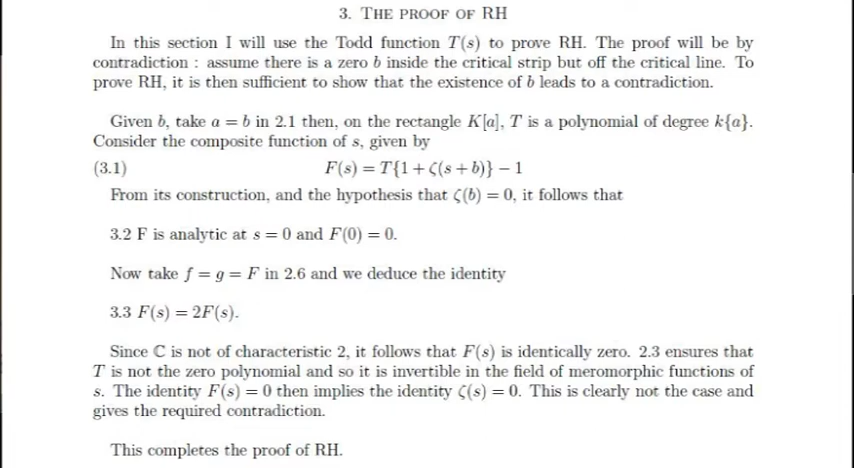 3. THE PROOF OF RH
In this section I will use the Todd function T(s) to prove RH. The proof will be by
contradiction : assume there is a zero b inside the critical strip but off the critical line. To
prove RH, it is then sufficient to show that the existence of b leads to a contradiction.
Given b, take a = b in 2.1 then, on the rectangle K[a], T is a polynomial of degree k{a}.
Consider the composite function of s, given by
(3.1) F(s) = T{1 + ζ(s + b)} − 1
From its construction, and the hypothesis that ζ(b) = 0, it follows that
3.2 F is analytic at s = 0 and F(0) = 0.
Now take f = g = F in 2.6 and we deduce the identity
3.3 F(s) = 2F(s).
Since ℂ is not of characteristic 2, it follows that F(s) is identically zero. 2.3 ensures that
T is not the zero polynomial and so it is invertible in the field of meromorphic functions of
s. The identity F(s) = 0 then implies the identity ζ(s) = 0. This is clearly not the case and
gives the required contradiction.
This completes the proof of RH.